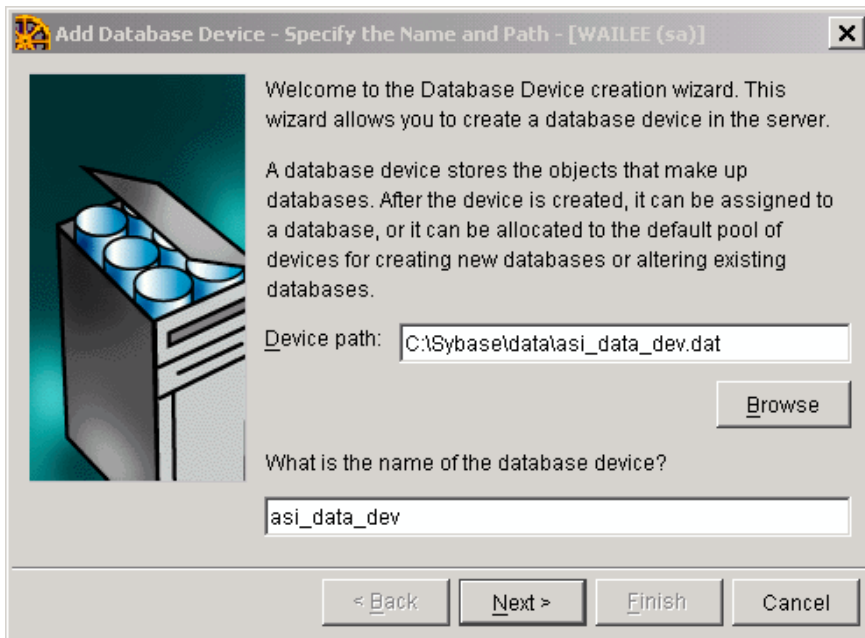 Add Database Device - Specify the Name and Path - [WAILEE (sa)]
Welcome to the Database Device creation wizard. This
wizard allows you to create a database device in the server.
A database device stores the objects that make up
databases. After the device is created, it can be assigned to
a database, or it can be allocated to the default pool of
devices for creating new databases or altering existing
databases.
Device path: C:\Sybase\data\asi_data_dev.dat
Browse
What is the name of the database device?
asi_data_dev
< Back Next > Finish Cancel